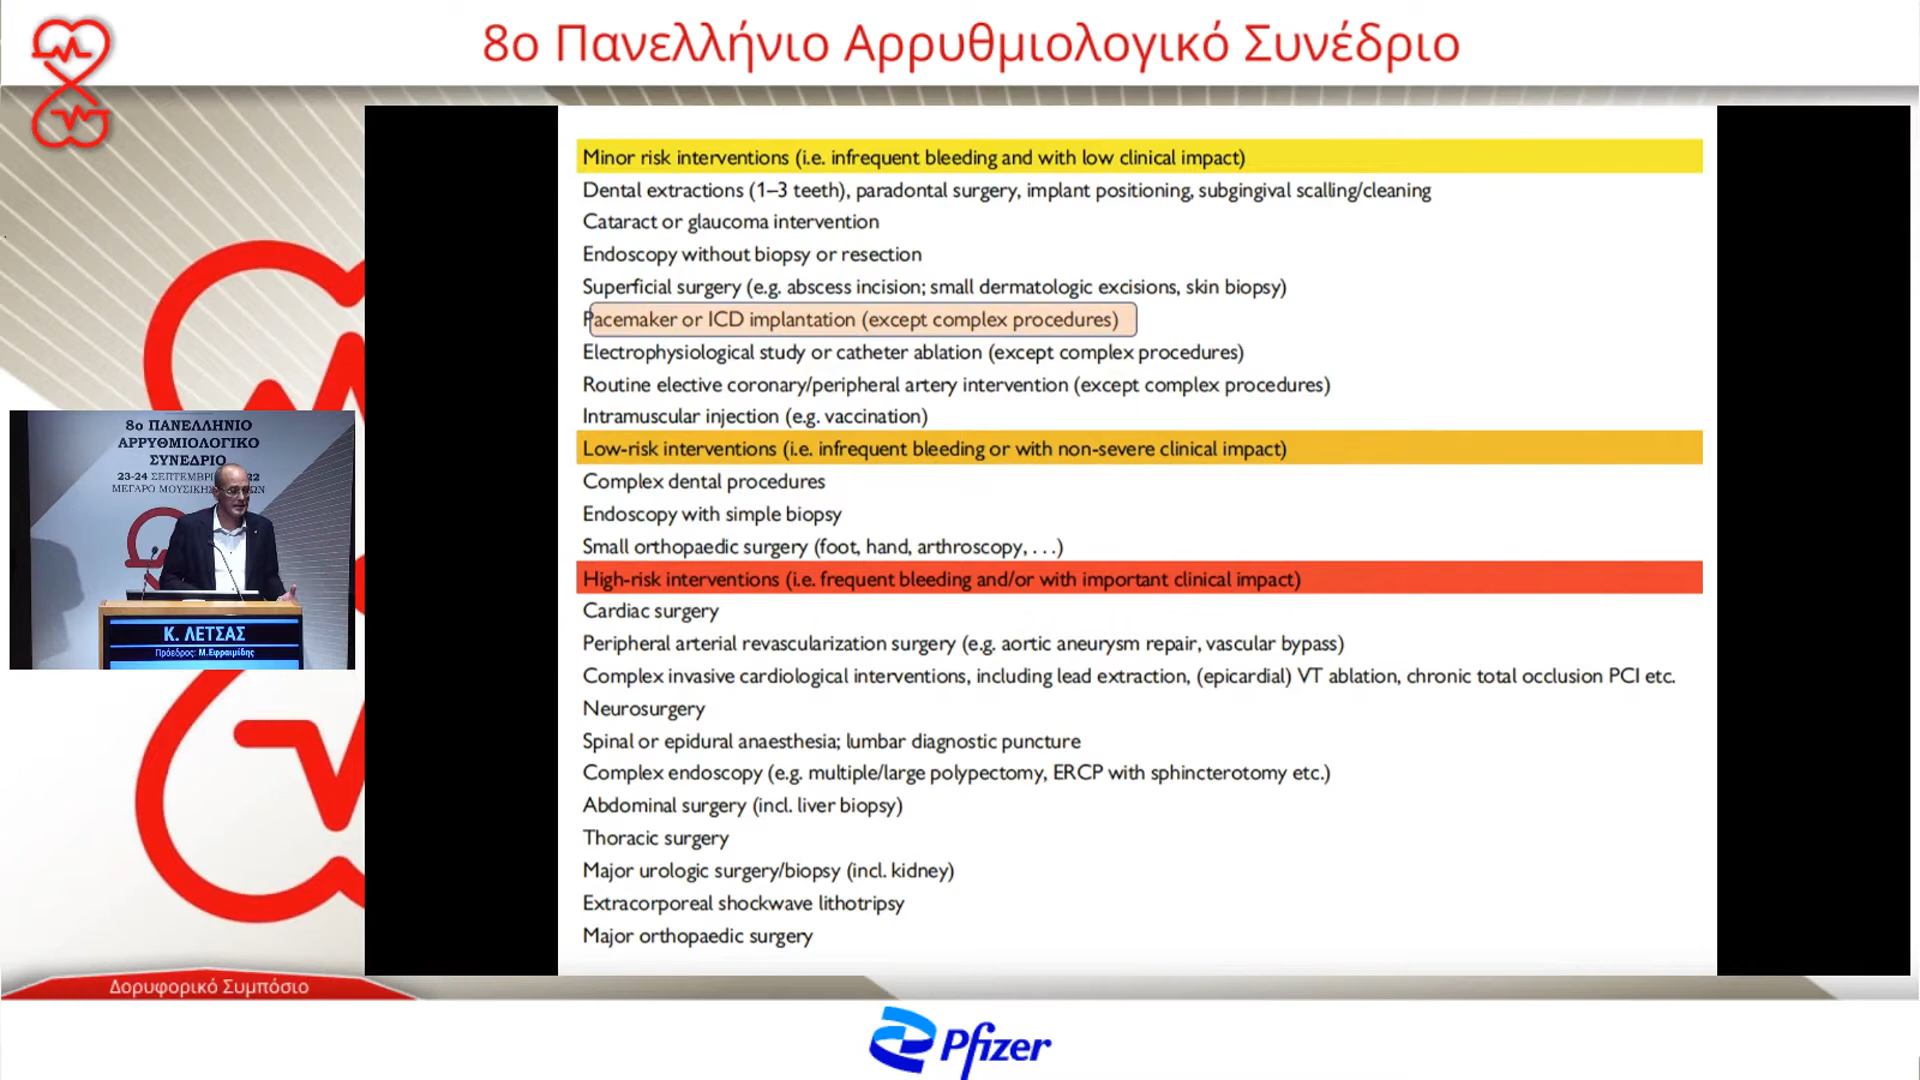 8ο Πανελλήνιο Αρρυθμιολογικό Συνέδριο
Minor risk interventions (i.e. infrequent bleeding and with low clinical impact)
Dental extractions (1–3 teeth), paradontal surgery, implant positioning, subgingival scalling/cleaning
Cataract or glaucoma intervention
Endoscopy without biopsy or resection
Superficial surgery (e.g. abscess incision; small dermatologic excisions, skin biopsy)
Pacemaker or ICD implantation (except complex procedures)
Electrophysiological study or catheter ablation (except complex procedures)
Routine elective coronary/peripheral artery intervention (except complex procedures)
Intramuscular injection (e.g. vaccination)
Low-risk interventions (i.e. infrequent bleeding or with non-severe clinical impact)
Complex dental procedures
Endoscopy with simple biopsy
Small orthopaedic surgery (foot, hand, arthroscopy, . . .)
High-risk interventions (i.e. frequent bleeding and/or with important clinical impact)
Cardiac surgery
Peripheral arterial revascularization surgery (e.g. aortic aneurysm repair, vascular bypass)
Complex invasive cardiological interventions, including lead extraction, (epicardial) VT ablation, chronic total occlusion PCI etc.
Neurosurgery
Spinal or epidural anaesthesia; lumbar diagnostic puncture
Complex endoscopy (e.g. multiple/large polypectomy, ERCP with sphincterotomy etc.)
Abdominal surgery (incl. liver biopsy)
Thoracic surgery
Major urologic surgery/biopsy (incl. kidney)
Extracorporeal shockwave lithotripsy
Major orthopaedic surgery
8ο ΠΑΝΕΛΛΗΝΙΟ
ΑΡΡΥΘΜΙΟΛΟΓΙΚΟ
ΣΥΝΕΔΡΙΟ
23-24
ΜΕΓΑΡΟ
Κ. ΛΕΤΣΑΣ
Πρόεδρος: Μ.Εφραιμίδης
Δορυφορικό Συμπόσιο
Pfizer